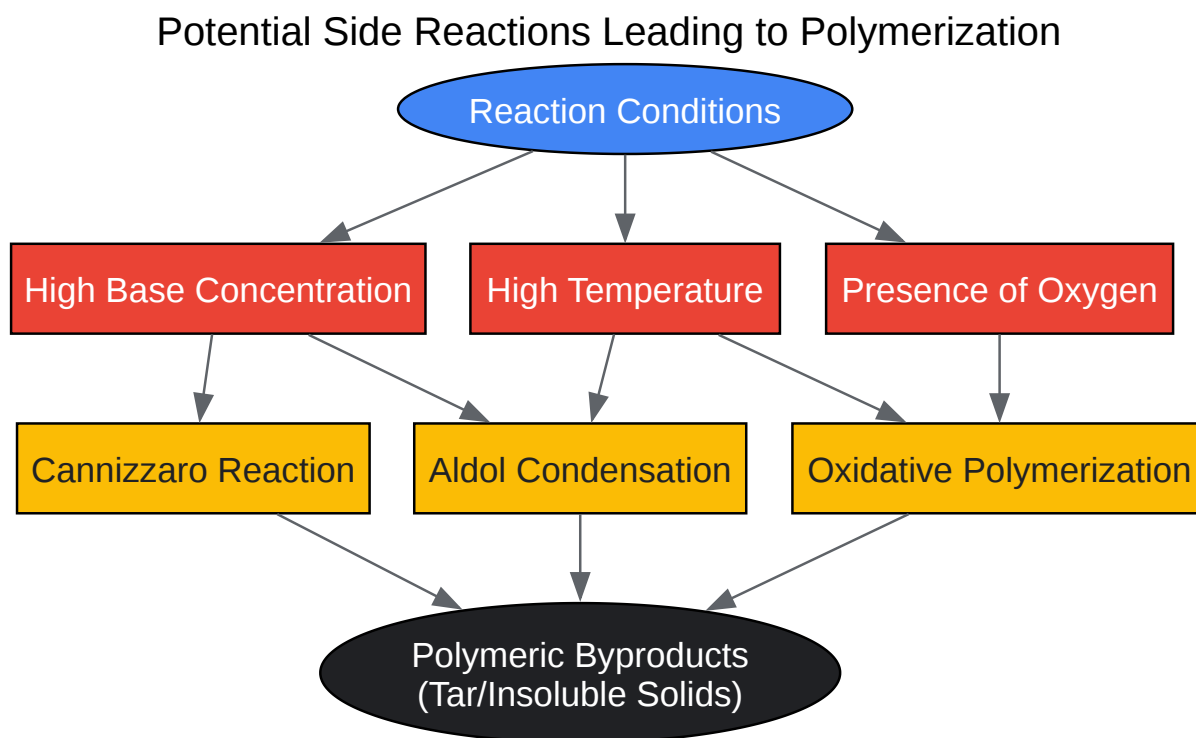 Potential Side Reactions Leading to Polymerization
Reaction Conditions
High Base Concentration
High Temperature
Presence of Oxygen
Cannizzaro Reaction
Aldol Condensation
Oxidative Polymerization
Polymeric Byproducts
(Tar/Insoluble Solids)